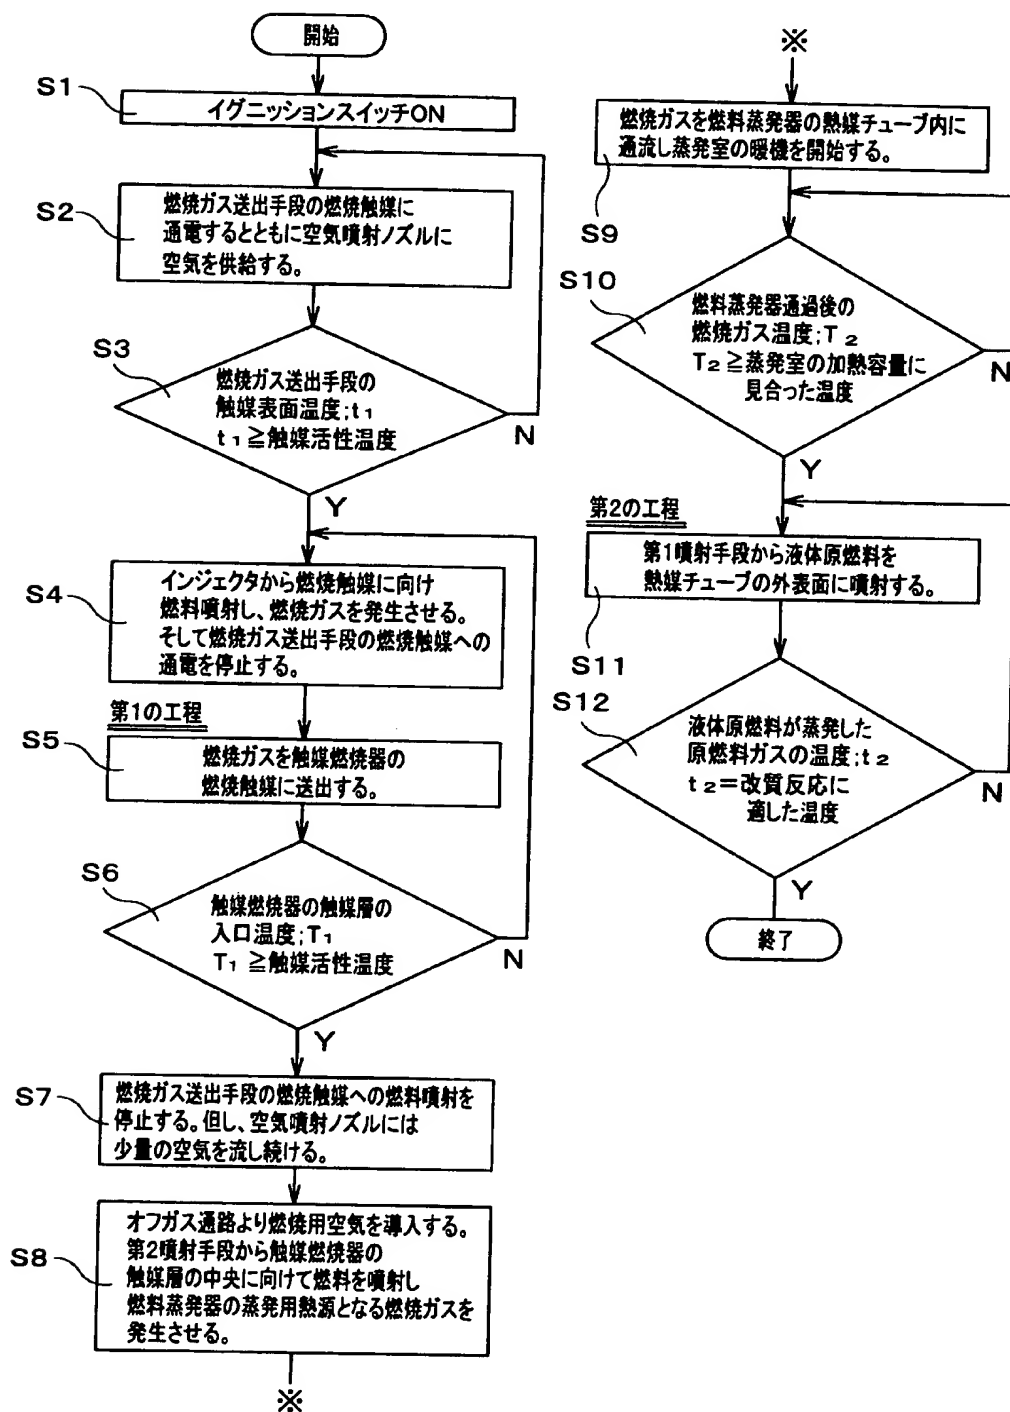 開始
S1
イグニッションスイッチON
S2
燃焼ガス送出手段の燃焼触媒に
通電するとともに空気噴射ノズルに
空気を供給する。
S3
燃焼ガス送出手段の
触媒表面温度;t₁
t₁≧触媒活性温度
N
Y
S4
インジェクタから燃焼触媒に向け
燃料噴射し、燃焼ガスを発生させる。
そして燃焼ガス送出手段の燃焼触媒への
通電を停止する。
第1の工程
S5
燃焼ガスを触媒燃焼器の
燃焼触媒に送出する。
S6
触媒燃焼器の触媒層の
入口温度;T₁
T₁≧触媒活性温度
N
Y
S7
燃焼ガス送出手段の燃焼触媒への燃料噴射を
停止する。但し、空気噴射ノズルには
少量の空気を流し続ける。
S8
オフガス通路より燃焼用空気を導入する。
第2噴射手段から触媒燃焼器の
触媒層の中央に向けて燃料を噴射し
燃料蒸発器の蒸発用熱源となる燃焼ガスを
発生させる。
※
※
燃焼ガスを燃料蒸発器の熱媒チューブ内に
通流し蒸発室の暖機を開始する。
S9
S10
燃料蒸発器通過後の
燃焼ガス温度;T₂
T₂≧蒸発室の加熱容量に
見合った温度
N
Y
第2の工程
第1噴射手段から液体原燃料を
熱媒チューブの外表面に噴射する。
S11
S12
液体原燃料が蒸発した
原燃料ガスの温度;t₂
t₂=改質反応に
適した温度
N
Y
終了